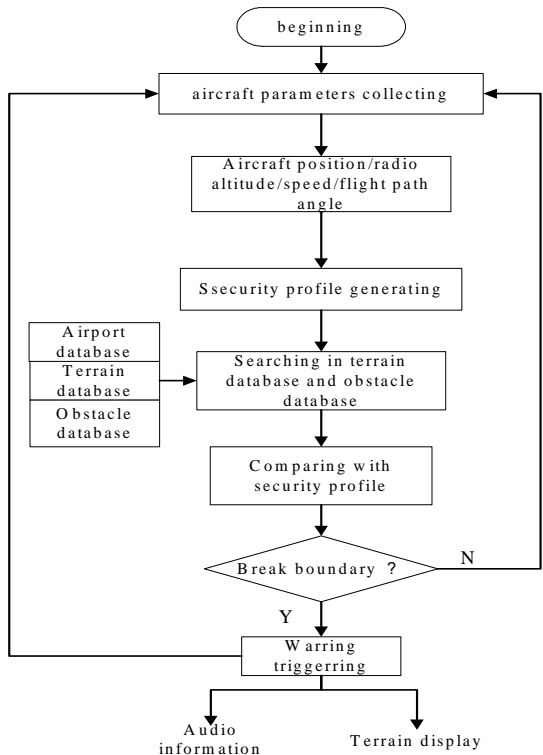 beginning
aircraft parameters collecting
Aircraft position/radio
altitude/speed/flight path
angle
Ssecurity profile generating
Airport
database
Terrain
database
Obstacle
database
Searching in terrain
database and obstacle
database
Comparing with
security profile
Break boundary ?
N
Y
Warring
triggerring
Audio
information
Terrain display